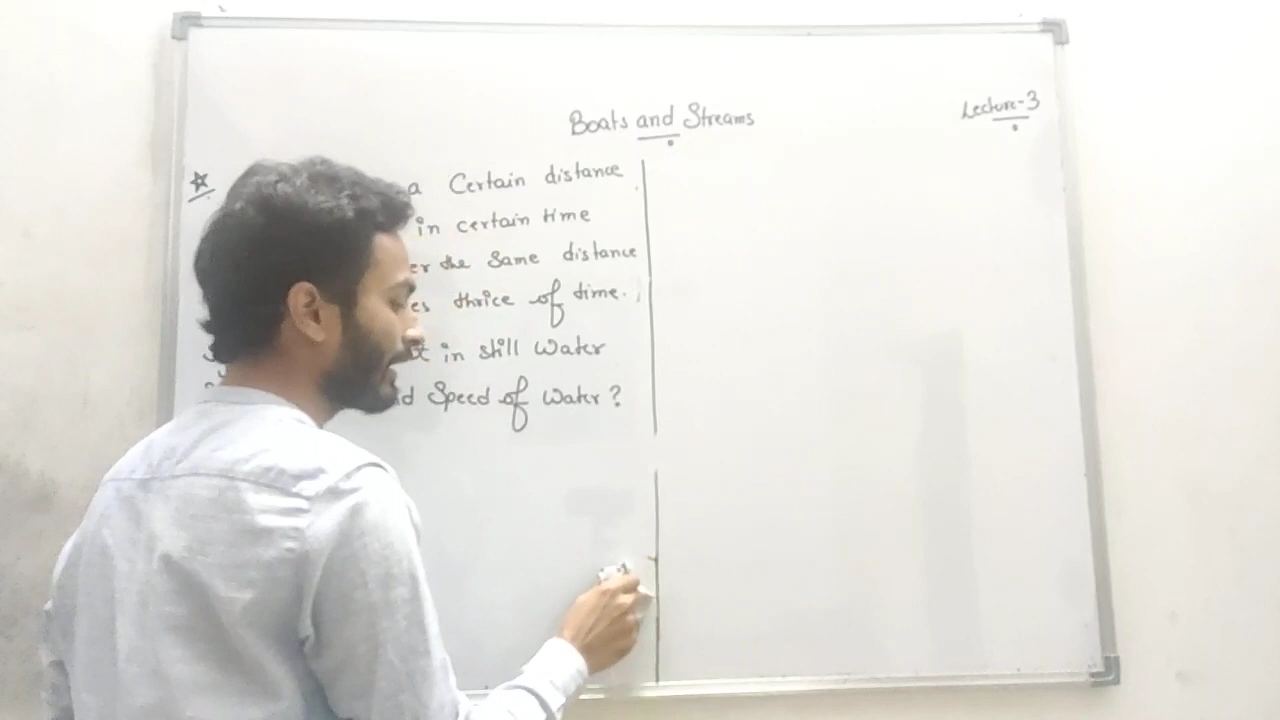 Boats and Streams
Lecture-3
a Certain distance
in certain time
the Same distance
thrice of time.
in still Water
Speed of Water?